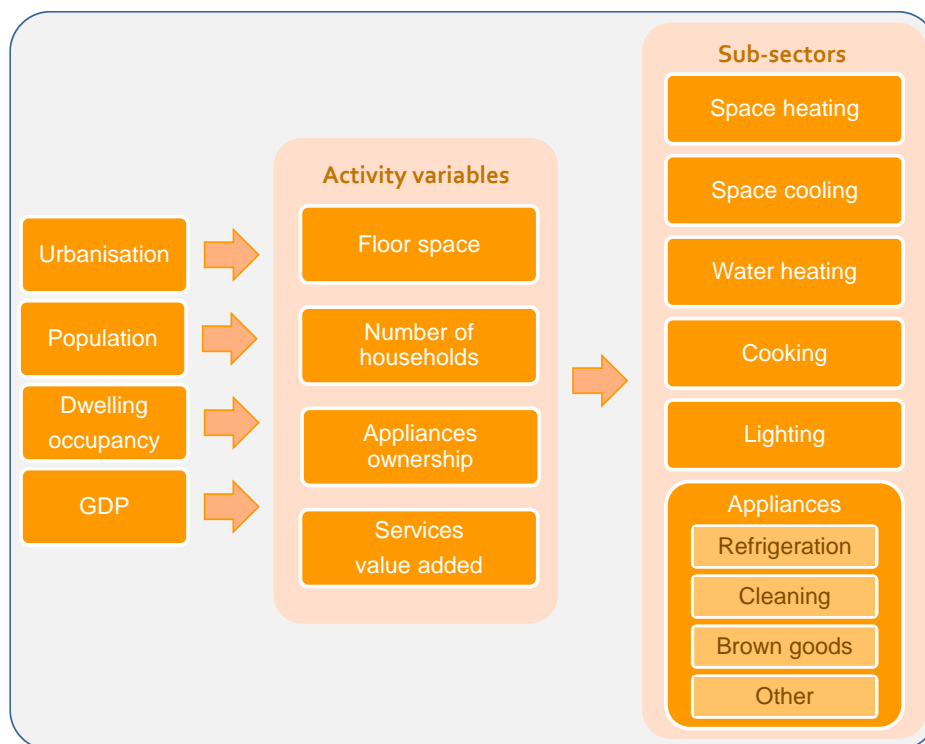 Urbanisation
Population
Dwelling
occupancy
GDP
Activity variables
Floor space
Number of
households
Appliances
ownership
Services
value added
Sub-sectors
Space heating
Space cooling
Water heating
Cooking
Lighting
Appliances
Refrigeration
Cleaning
Brown goods
Other